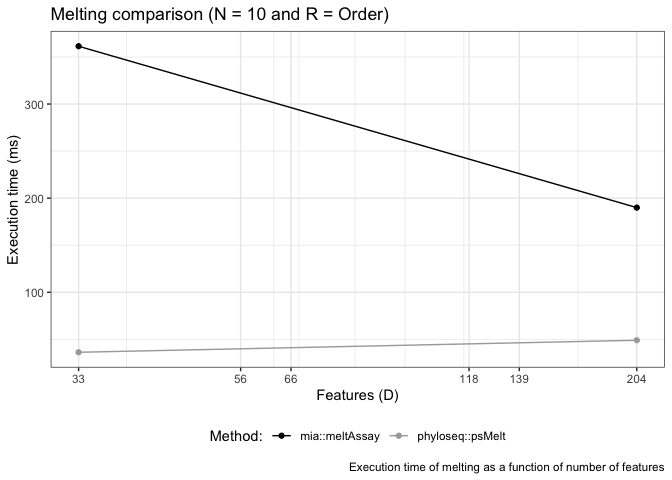 Melting comparison (N = 10 and R = Order)
Execution time (ms)
300
200
100
33 56 66 118 139 204
Features (D)
Method: mia::meltAssay phyloseq::psMelt
Execution time of melting as a function of number of features